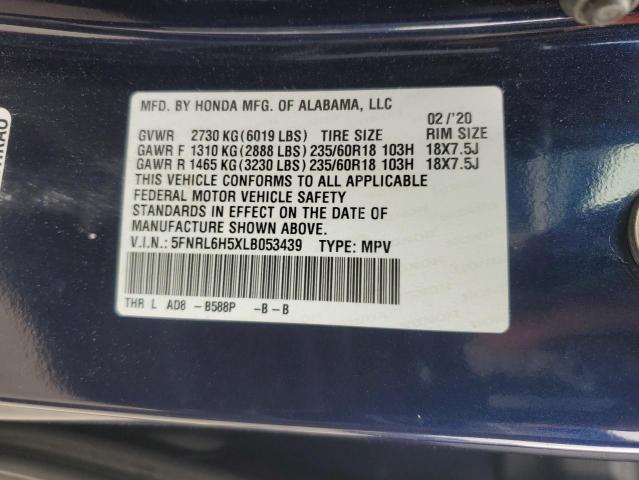 MFD. BY HONDA MFG. OF ALABAMA, LLC
02/'20
GVWR 2730 KG(6019 LBS) TIRE SIZE RIM SIZE
GAWR F 1310 KG(2888 LBS)235/60R18 103H 18X7.5J
GAWR R 1465 KG(3230 LBS)235/60R18 103H 18X7.5J
THIS VEHICLE CONFORMS TO ALL APPLICABLE
FEDERAL MOTOR VEHICLE SAFETY
STANDARDS IN EFFECT ON THE DATE OF
MANUFACTURE SHOWN ABOVE.
V.I.N.: 5FNRL6H5XLB053439 TYPE: MPV
THR L AD8 -B588P -B-B